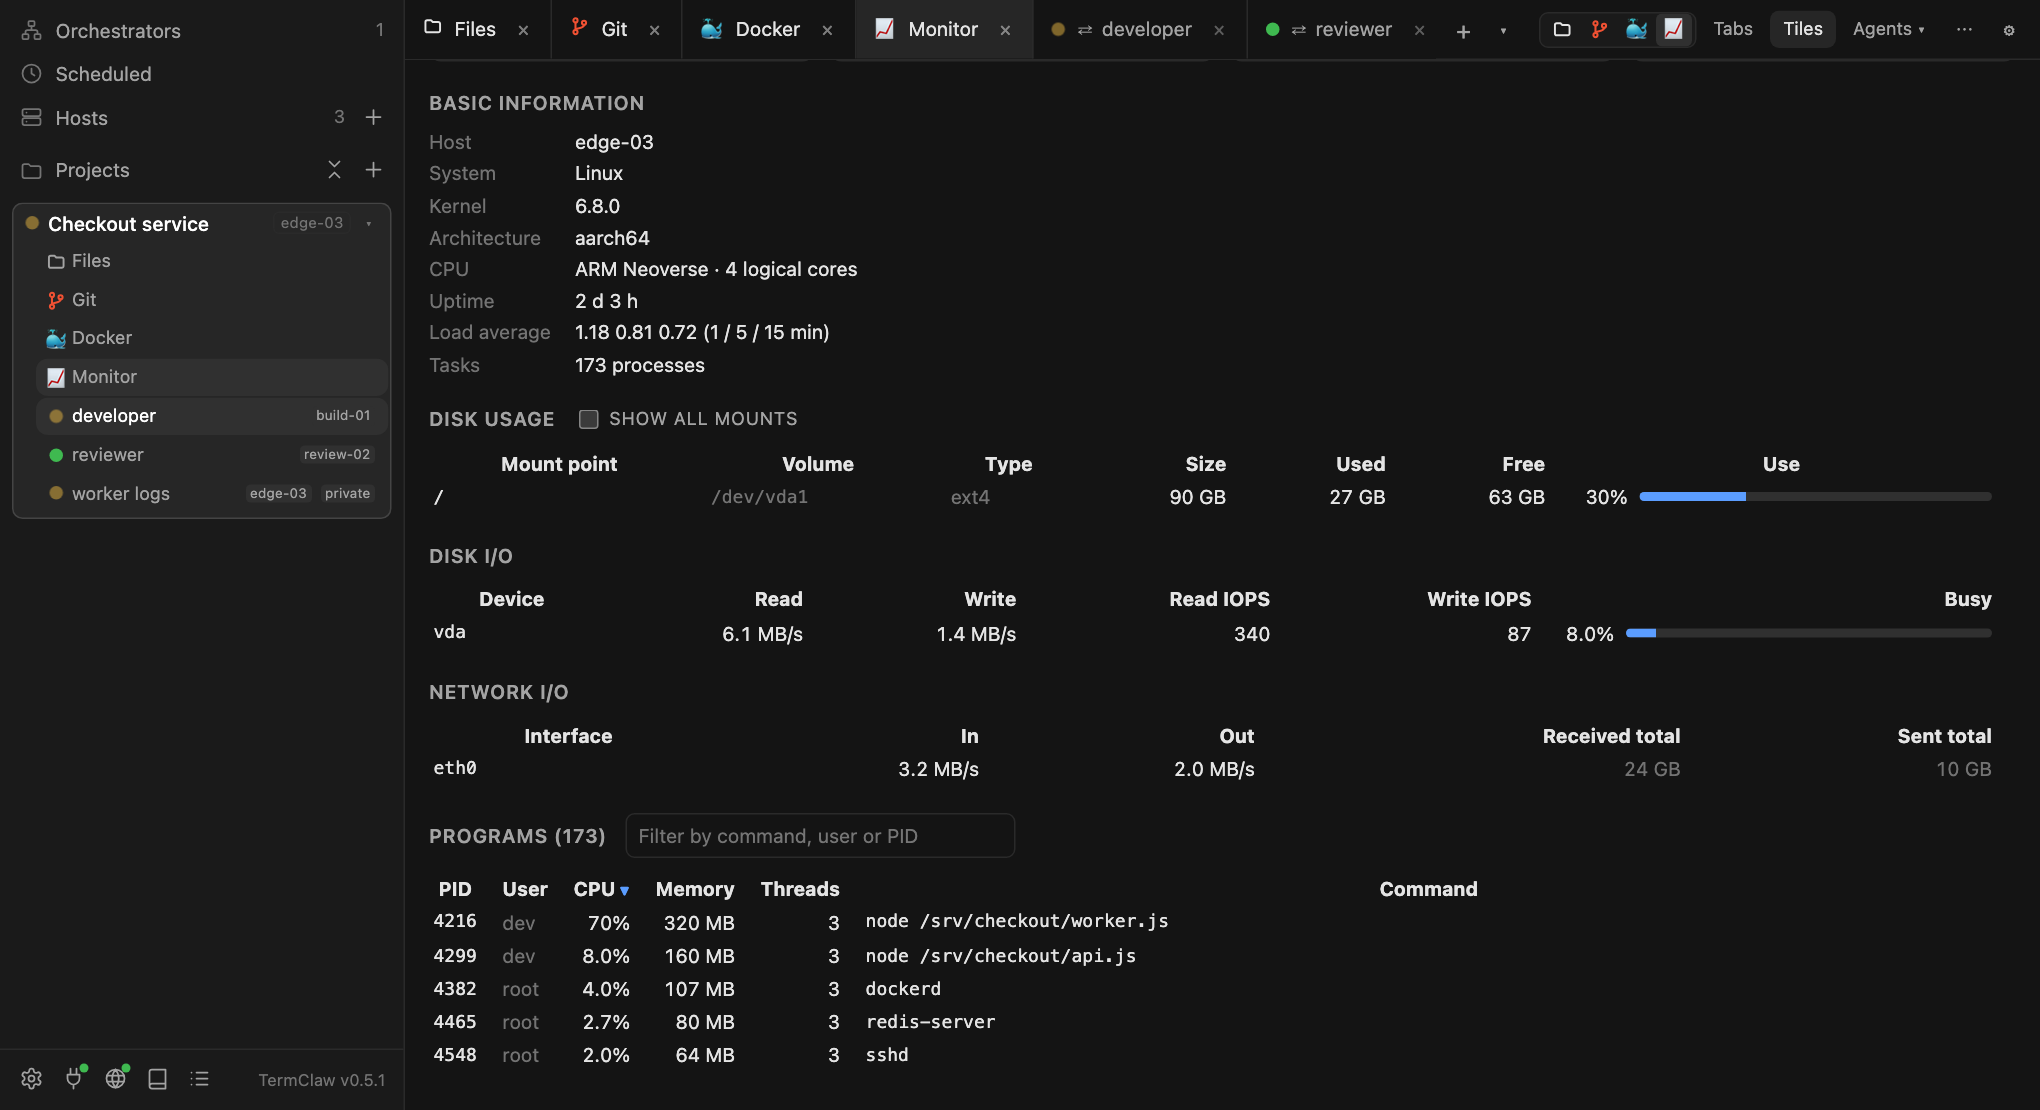 Orchestrators 1
Scheduled
Hosts 3 +
Projects +
Checkout service edge-03
Files
Git
Docker
Monitor
developer build-01
reviewer review-02
worker logs edge-03 private
TermClaw v0.5.1
Files × Git × Docker × Monitor × ⇄ developer × ⇄ reviewer × + Tabs Tiles Agents ···
BASIC INFORMATION
Host edge-03
System Linux
Kernel 6.8.0
Architecture aarch64
CPU ARM Neoverse · 4 logical cores
Uptime 2 d 3 h
Load average 1.18 0.81 0.72 (1 / 5 / 15 min)
Tasks 173 processes
DISK USAGE SHOW ALL MOUNTS
Mount point Volume Type Size Used Free Use
/ /dev/vda1 ext4 90 GB 27 GB 63 GB 30%
DISK I/O
Device Read Write Read IOPS Write IOPS Busy
vda 6.1 MB/s 1.4 MB/s 340 87 8.0%
NETWORK I/O
Interface In Out Received total Sent total
eth0 3.2 MB/s 2.0 MB/s 24 GB 10 GB
PROGRAMS (173) Filter by command, user or PID
PID User CPU ▼ Memory Threads Command
4216 dev 70% 320 MB 3 node /srv/checkout/worker.js
4299 dev 8.0% 160 MB 3 node /srv/checkout/api.js
4382 root 4.0% 107 MB 3 dockerd
4465 root 2.7% 80 MB 3 redis-server
4548 root 2.0% 64 MB 3 sshd